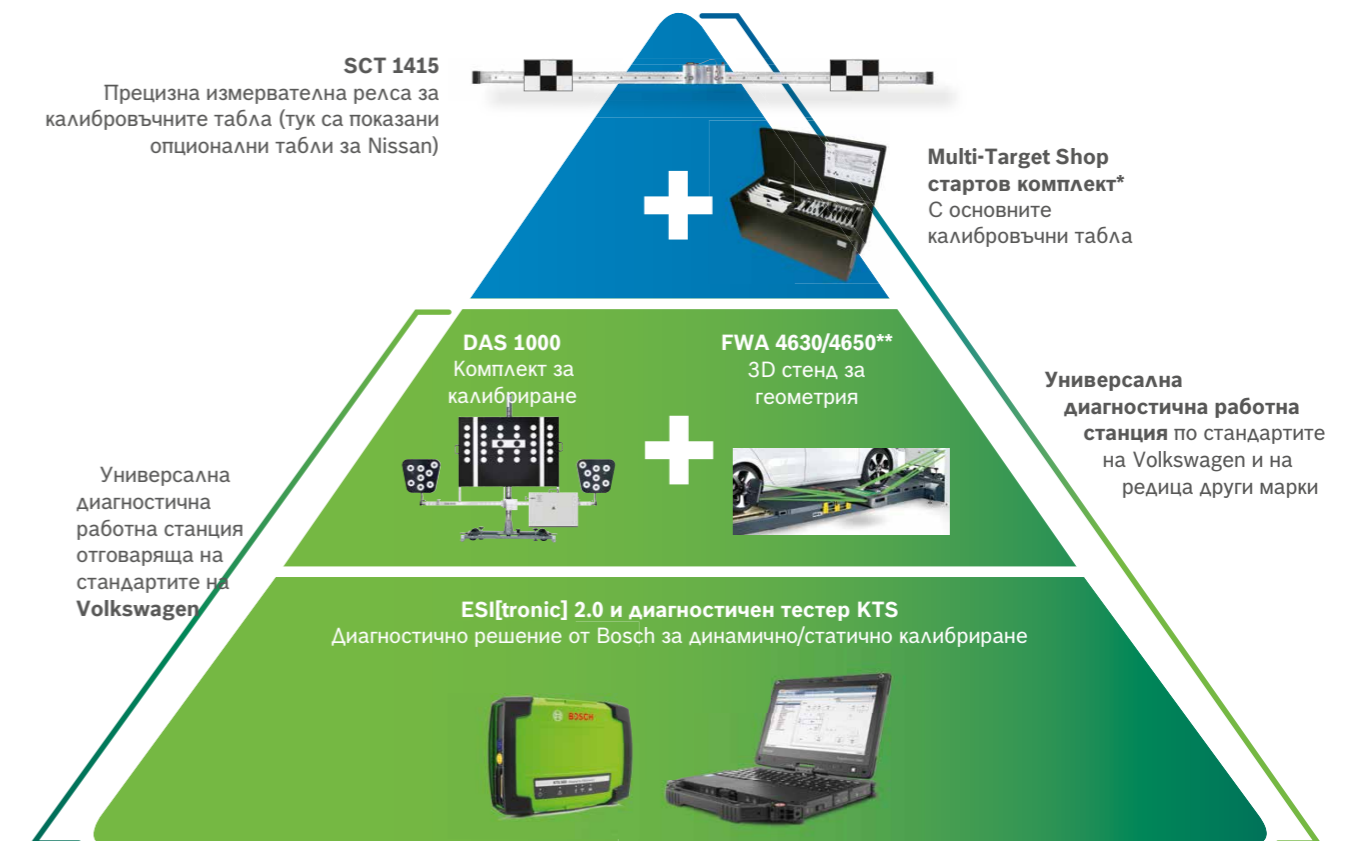 SCT 1415
Прецизна измервателна релса за
калибровъчните табла (тук са показани
опционални табли за Nissan)
Multi-Target Shop
стартов комплект*
С основните
калибровъчни табла
DAS 1000
Комплект за
калибриране
FWA 4630/4650**
3D стенд за
геометрия
Универсална
диагностична работна
станция по стандартите
на Volkswagen и на
редица други марки
Универсална
диагностична
работна станция
отговаряща на
стандартите на
Volkswagen
ESI[tronic] 2.0 и диагностичен тестер KTS
Диагностично решение от Bosch за динамично/статично калибриране
BOSCH